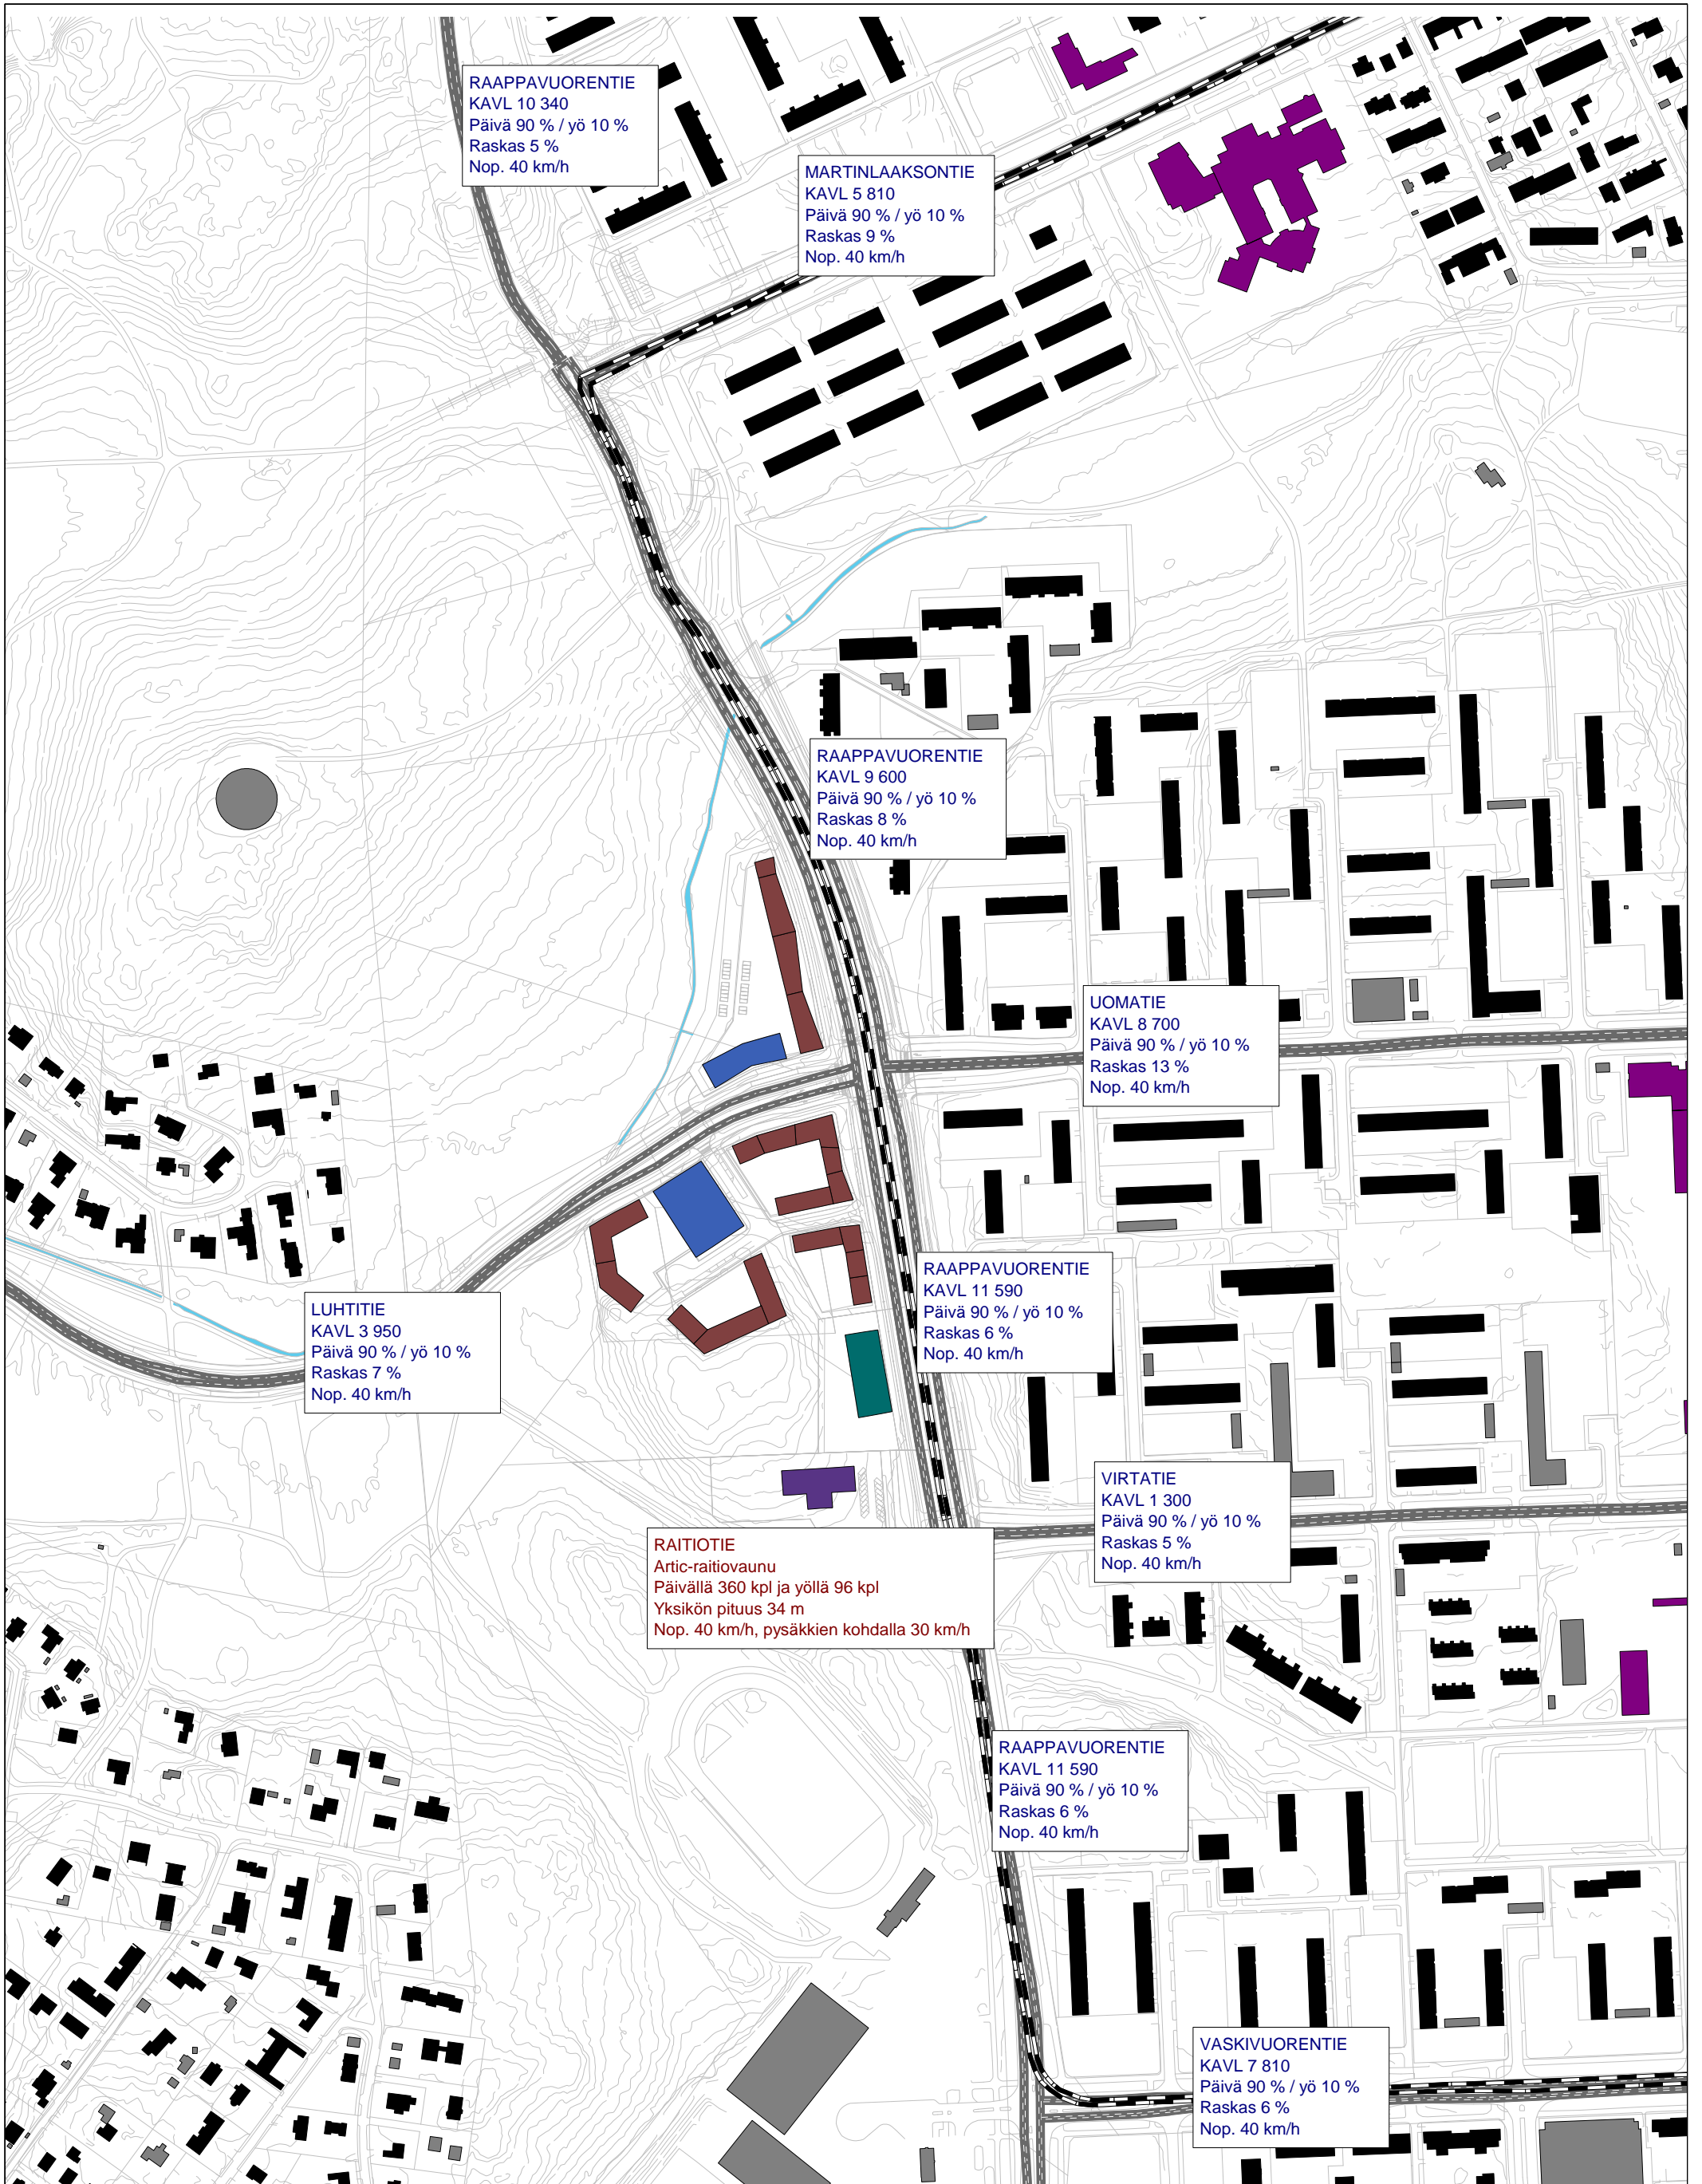 RAAPPAVUORENTIE
KAVL 10 340
Päivä 90 % / yö 10 %
Raskas 5 %
Nop. 40 km/h
MARTINLAAKSONTIE
KAVL 5 810
Päivä 90 % / yö 10 %
Raskas 9 %
Nop. 40 km/h
RAAPPAVUORENTIE
KAVL 9 600
Päivä 90 % / yö 10 %
Raskas 8 %
Nop. 40 km/h
UOMATIE
KAVL 8 700
Päivä 90 % / yö 10 %
Raskas 13 %
Nop. 40 km/h
RAAPPAVUORENTIE
KAVL 11 590
Päivä 90 % / yö 10 %
Raskas 6 %
Nop. 40 km/h
LUHTITIE
KAVL 3 950
Päivä 90 % / yö 10 %
Raskas 7 %
Nop. 40 km/h
VIRTATIE
KAVL 1 300
Päivä 90 % / yö 10 %
Raskas 5 %
Nop. 40 km/h
RAITIOTIE
Artic-raitiovaunu
Päivällä 360 kpl ja yöllä 96 kpl
Yksikön pituus 34 m
Nop. 40 km/h, pysäkkien kohdalla 30 km/h
RAAPPAVUORENTIE
KAVL 11 590
Päivä 90 % / yö 10 %
Raskas 6 %
Nop. 40 km/h
VASKIVUORENTIE
KAVL 7 810
Päivä 90 % / yö 10 %
Raskas 6 %
Nop. 40 km/h